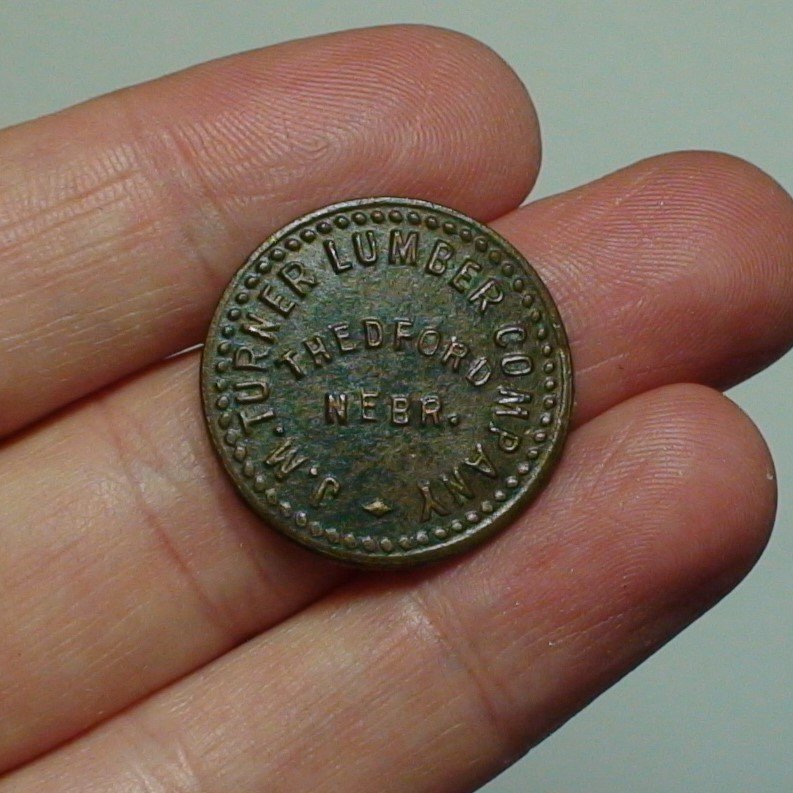 J.M. TURNER LUMBER COMPANY
THEDFORD
NEBR.